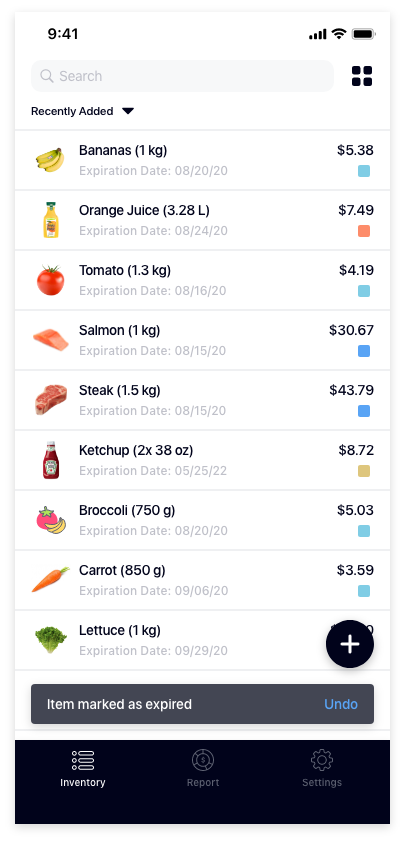 9:41
Search
Recently Added
Bananas (1 kg)
$5.38
Expiration Date: 08/20/20
Orange Juice (3.28 L)
$7.49
Expiration Date: 08/24/20
Tomato (1.3 kg)
$4.19
Expiration Date: 08/16/20
Salmon (1 kg)
$30.67
Expiration Date: 08/15/20
Steak (1.5 kg)
$43.79
Expiration Date: 08/15/20
Ketchup (2x 38 oz)
$8.72
Expiration Date: 05/25/22
Broccoli (750 g)
$5.03
Expiration Date: 08/20/20
Carrot (850 g)
$3.59
Expiration Date: 09/06/20
Lettuce (1 kg)
Expiration Date: 09/29/20
Item marked as expired
Undo
Inventory
Report
Settings